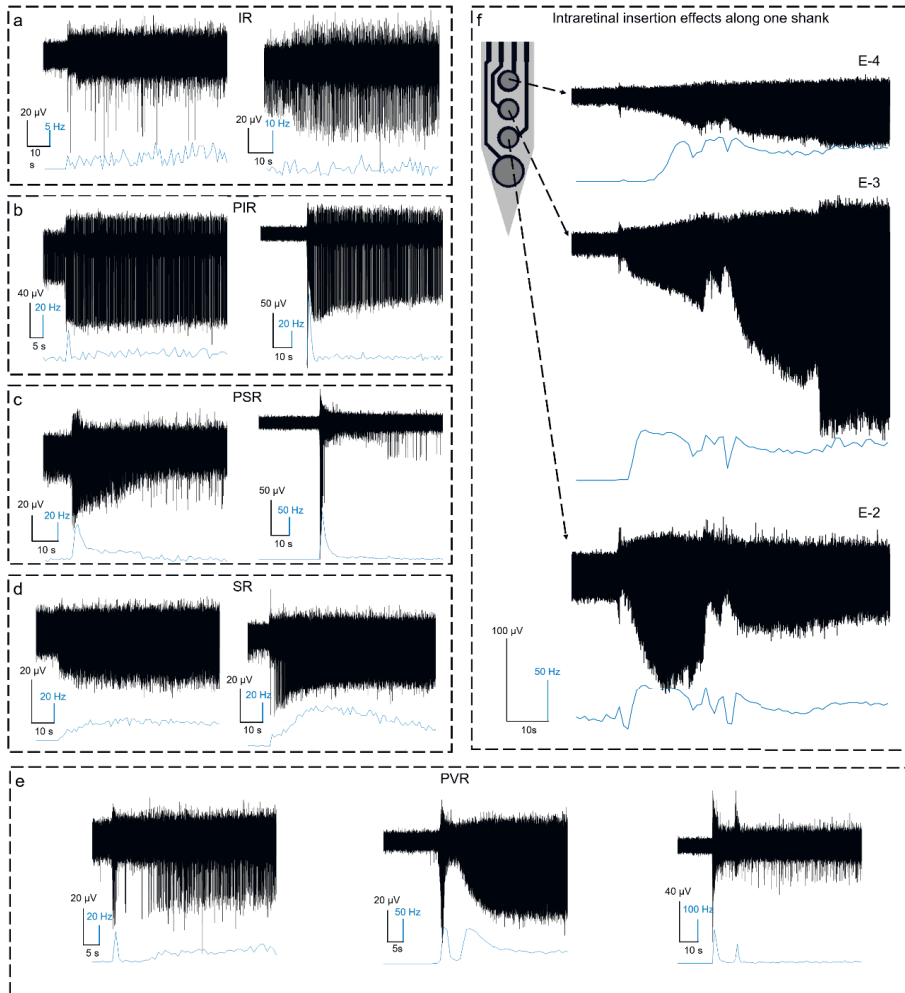 a
IR
20 µV
5 Hz
10
s
20 µV
10 Hz
10 s
b
PIR
40 µV
20 Hz
5 s
50 µV
20 Hz
10 s
c
PSR
20 µV
20 Hz
10 s
50 µV
50 Hz
10 s
d
SR
20 µV
20 Hz
10 s
20 µV
20 Hz
10 s
e
PVR
20 µV
20 Hz
5 s
20 µV
50 Hz
5s
40 µV
100 Hz
10 s
f
Intraretinal insertion effects along one shank
E-4
E-3
E-2
100 µV
50 Hz
10s